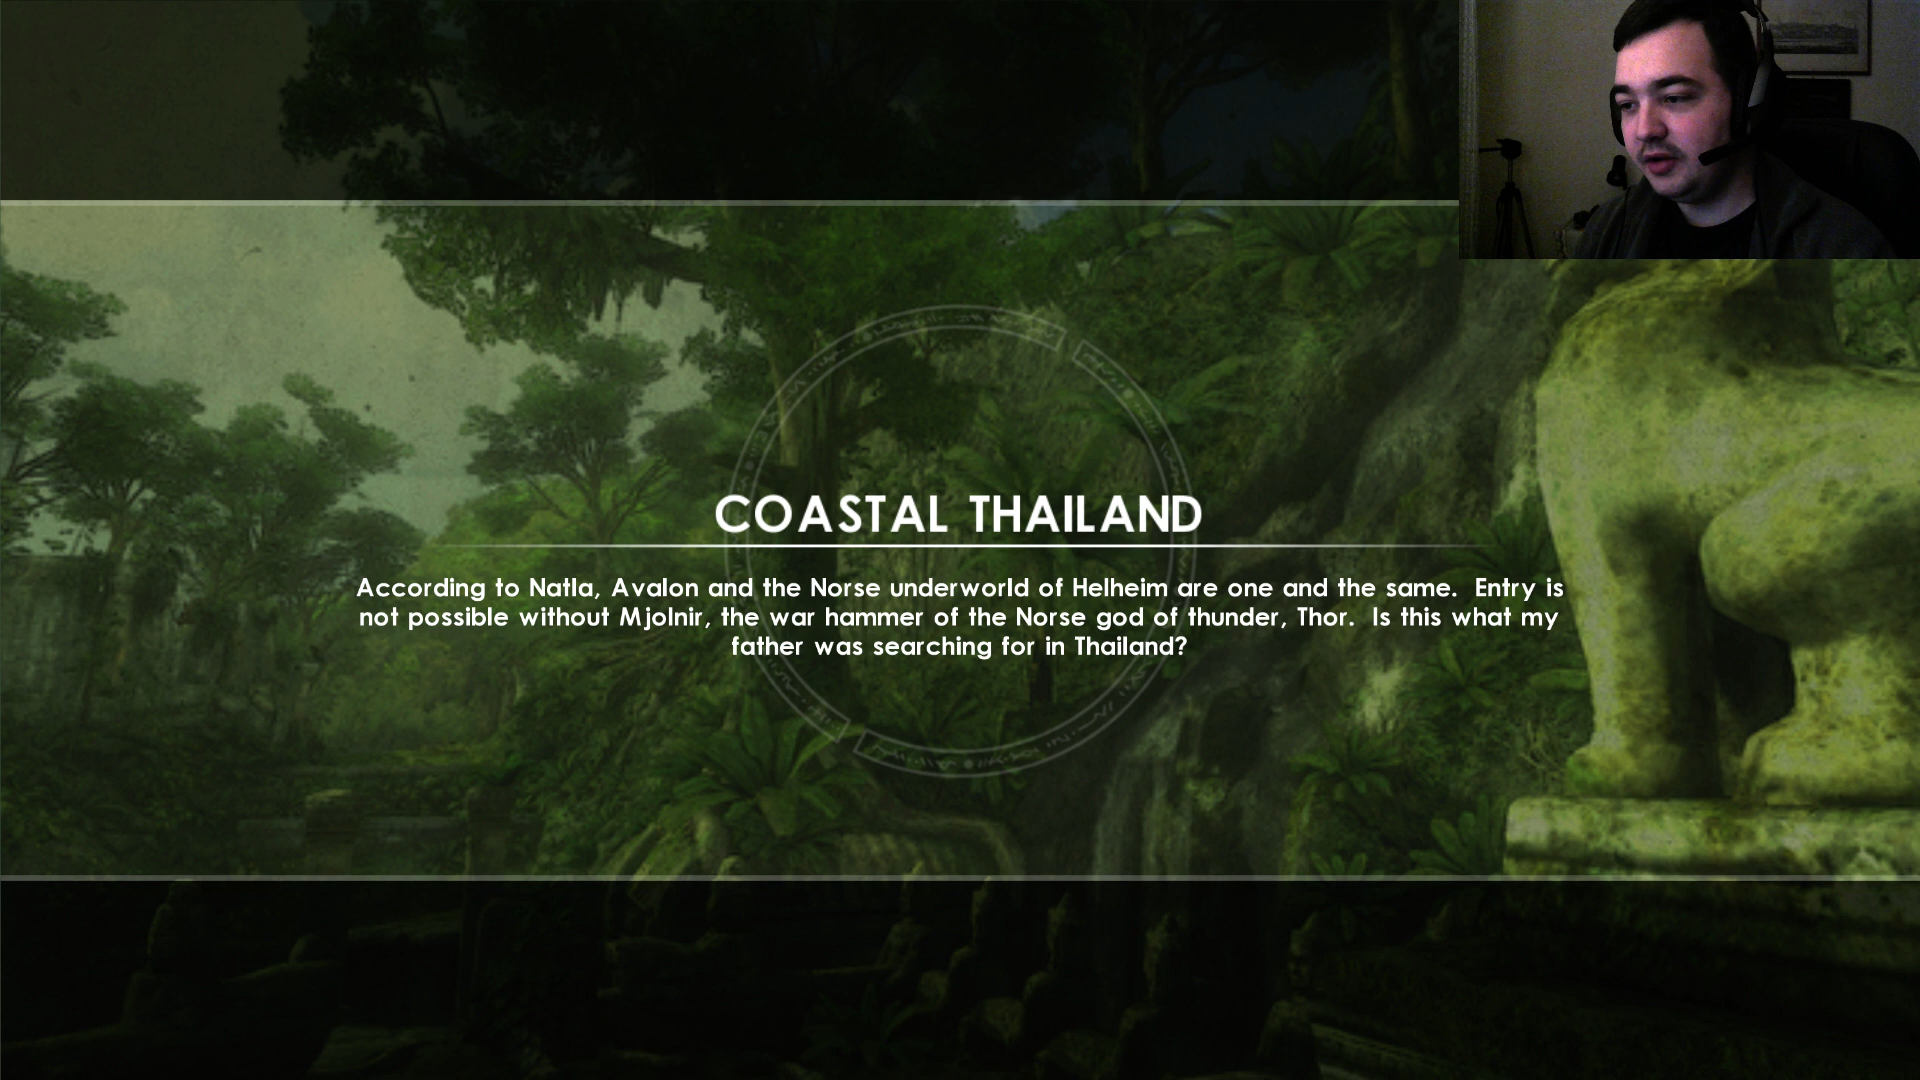 COASTAL THAILAND
According to Natla, Avalon and the Norse underworld of Helheim are one and the same.  Entry is
not possible without Mjolnir, the war hammer of the Norse god of thunder, Thor.  Is this what my
father was searching for in Thailand?